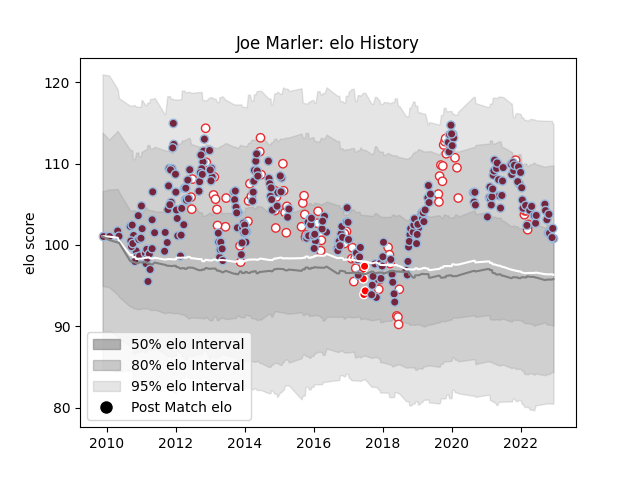 Joe Marler: elo History
elo score
120
110
100
90
80
50% elo Interval
80% elo Interval
95% elo Interval
Post Match elo
2010 2012 2014 2016 2018 2020 2022